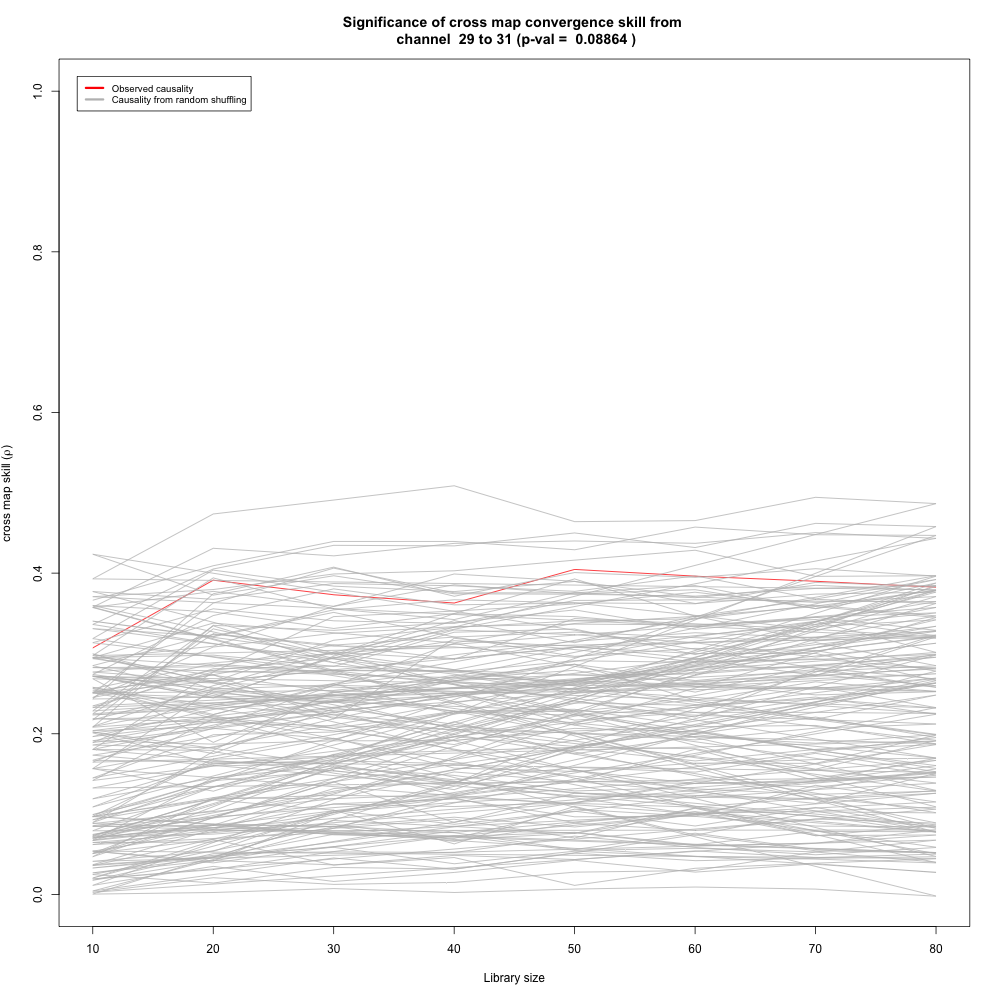 Significance of cross map convergence skill from
channel  29 to 31 (p-val =  0.08864 )
Observed causality
Causality from random shuffling
cross map skill (ρ)
1.0
0.8
0.6
0.4
0.2
0.0
10 20 30 40 50 60 70 80
Library size